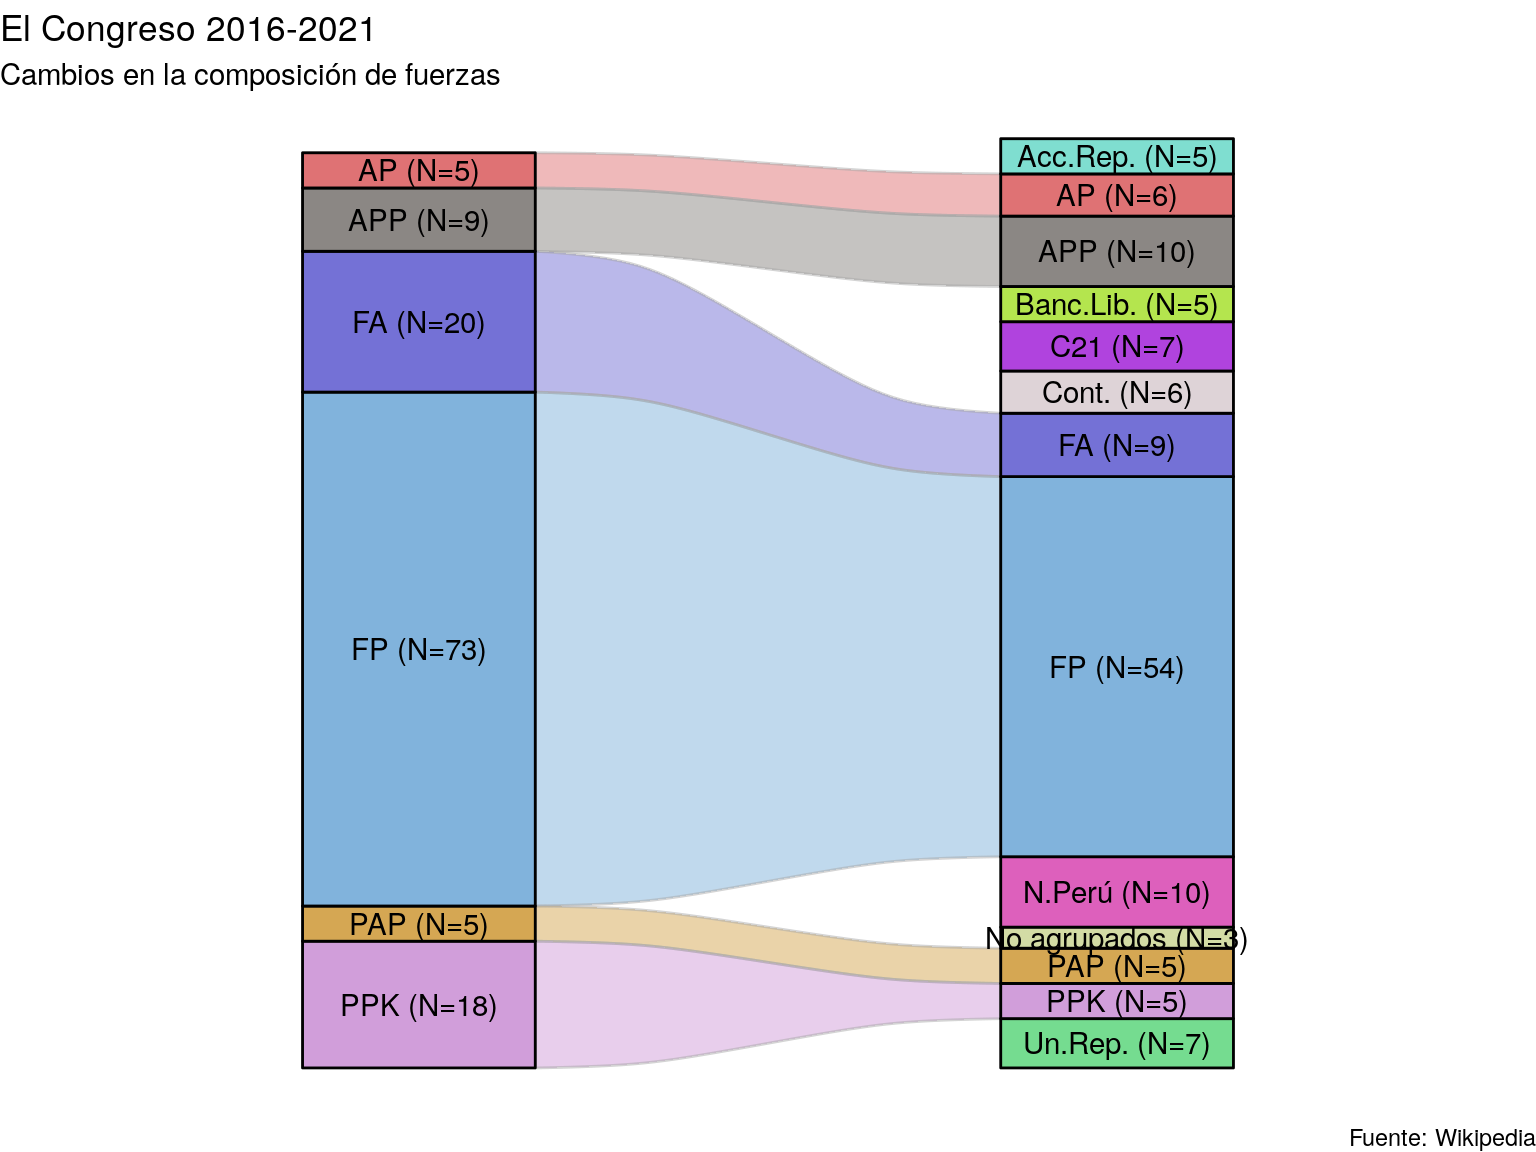 El Congreso 2016-2021
Cambios en la composición de fuerzas
AP (N=5)
APP (N=9)
FA (N=20)
FP (N=73)
PAP (N=5)
PPK (N=18)
Acc.Rep. (N=5)
AP (N=6)
APP (N=10)
Banc.Lib. (N=5)
C21 (N=7)
Cont. (N=6)
FA (N=9)
FP (N=54)
N.Perú (N=10)
No agrupados (N=3)
PAP (N=5)
PPK (N=5)
Un.Rep. (N=7)
Fuente: Wikipedia